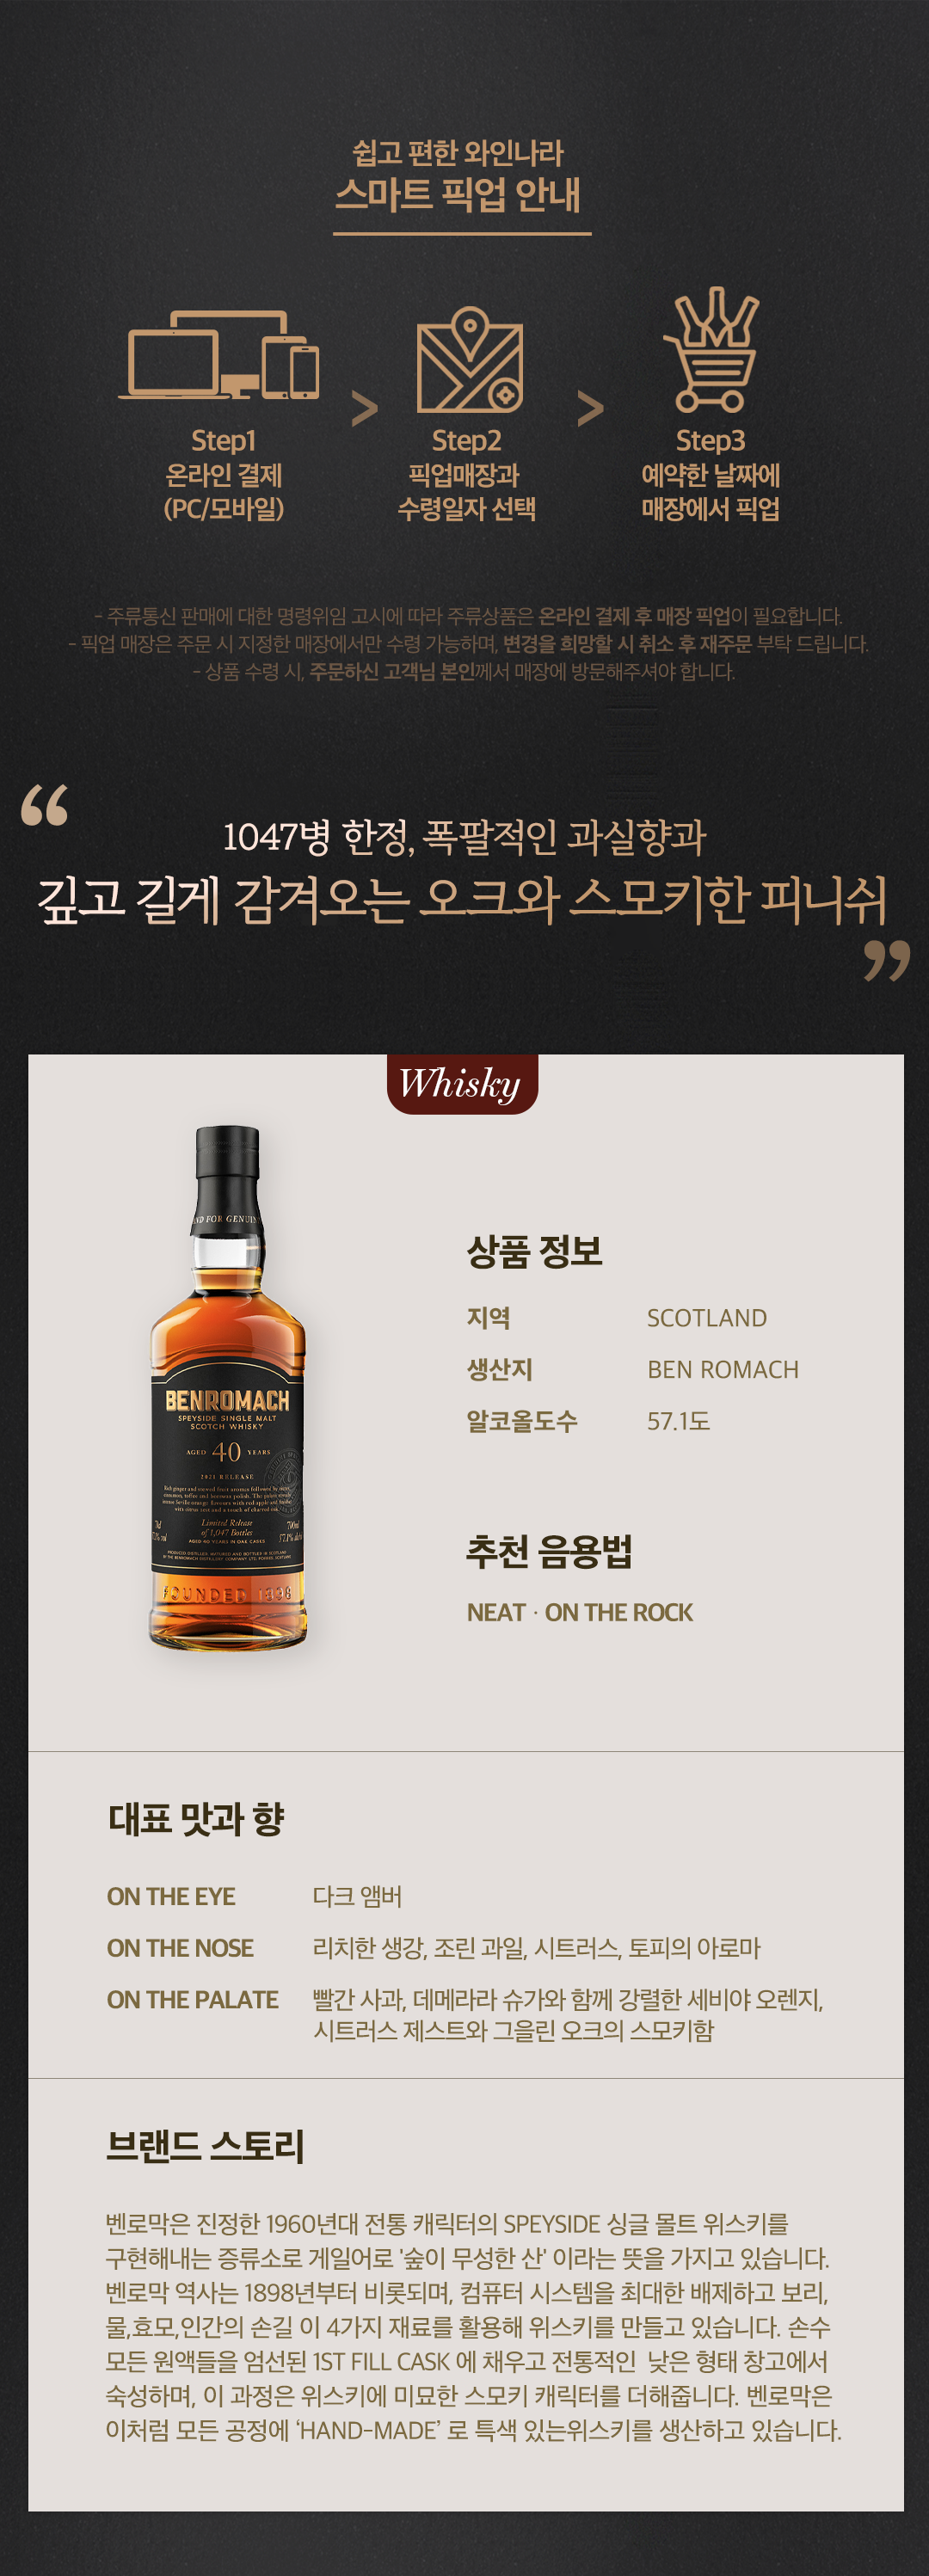 쉽고 편한 와인나라
스마트 픽업 안내
Step1
온라인 결제
(PC/모바일)
>
Step2
픽업매장과
수령일자 선택
>
Step3
예약한 날짜에
매장에서 픽업
- 주류통신 판매에 대한 명령위임 고시에 따라 주류상품은 온라인 결제 후 매장 픽업이 필요합니다.
- 픽업 매장은 주문 시 지정한 매장에서만 수령 가능하며, 변경을 희망할 시 취소 후 재주문 부탁 드립니다.
- 상품 수령 시, 주문하신 고객님 본인께서 매장에 방문해주셔야 합니다.
“
1047병 한정, 폭팔적인 과실향과
깊고 길게 감겨오는 오크와 스모키한 피니쉬
”
Whisky
ND FOR GENUI
BENROMACH
SPEYSIDE SINGLE MALT
SCOTCH WHISKY
AGED 40 YEARS
2021 RELEASE
Limited Release
of 1,047 Bottles
AGED 40 YEARS IN OAK CASKS
70cl
700ml
FOUNDED 1898
상품 정보
지역 SCOTLAND
생산지 BEN ROMACH
알코올도수 57.1도
추천 음용법
NEAT · ON THE ROCK
대표 맛과 향
ON THE EYE 다크 앰버
ON THE NOSE 리치한 생강, 조린 과일, 시트러스, 토피의 아로마
ON THE PALATE 빨간 사과, 데메라라 슈가와 함께 강렬한 세비야 오렌지,
시트러스 제스트와 그을린 오크의 스모키함
브랜드 스토리
벤로막은 진정한 1960년대 전통 캐릭터의 SPEYSIDE 싱글 몰트 위스키를
구현해내는 증류소로 게일어로 '숲이 무성한 산' 이라는 뜻을 가지고 있습니다.
벤로막 역사는 1898년부터 비롯되며, 컴퓨터 시스템을 최대한 배제하고 보리,
물,효모,인간의 손길 이 4가지 재료를 활용해 위스키를 만들고 있습니다. 손수
모든 원액들을 엄선된 1ST FILL CASK 에 채우고 전통적인 낮은 형태 창고에서
숙성하며, 이 과정은 위스키에 미묘한 스모키 캐릭터를 더해줍니다. 벤로막은
이처럼 모든 공정에 ‘HAND-MADE’ 로 특색 있는위스키를 생산하고 있습니다.